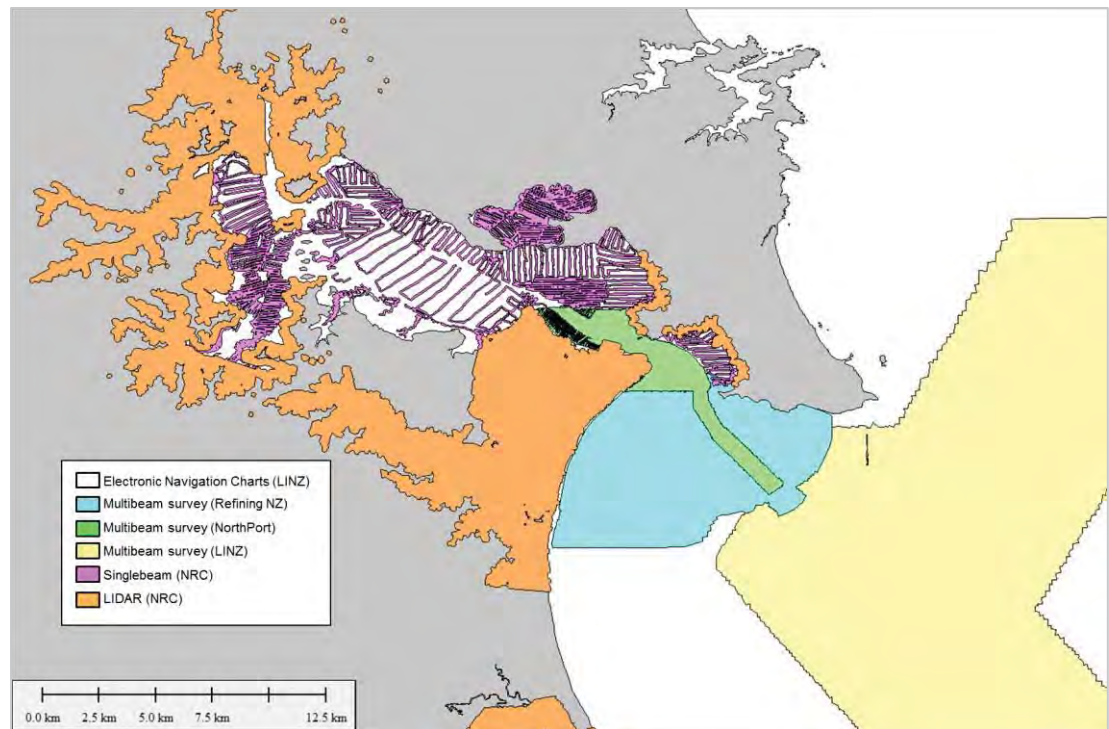 Electronic Navigation Charts (LINZ)
Multibeam survey (Refining NZ)
Multibeam survey (NorthPort)
Multibeam survey (LINZ)
Singlebeam (NRC)
LIDAR (NRC)
0.0 km 2.5 km 5.0 km 7.5 km 12.5 km